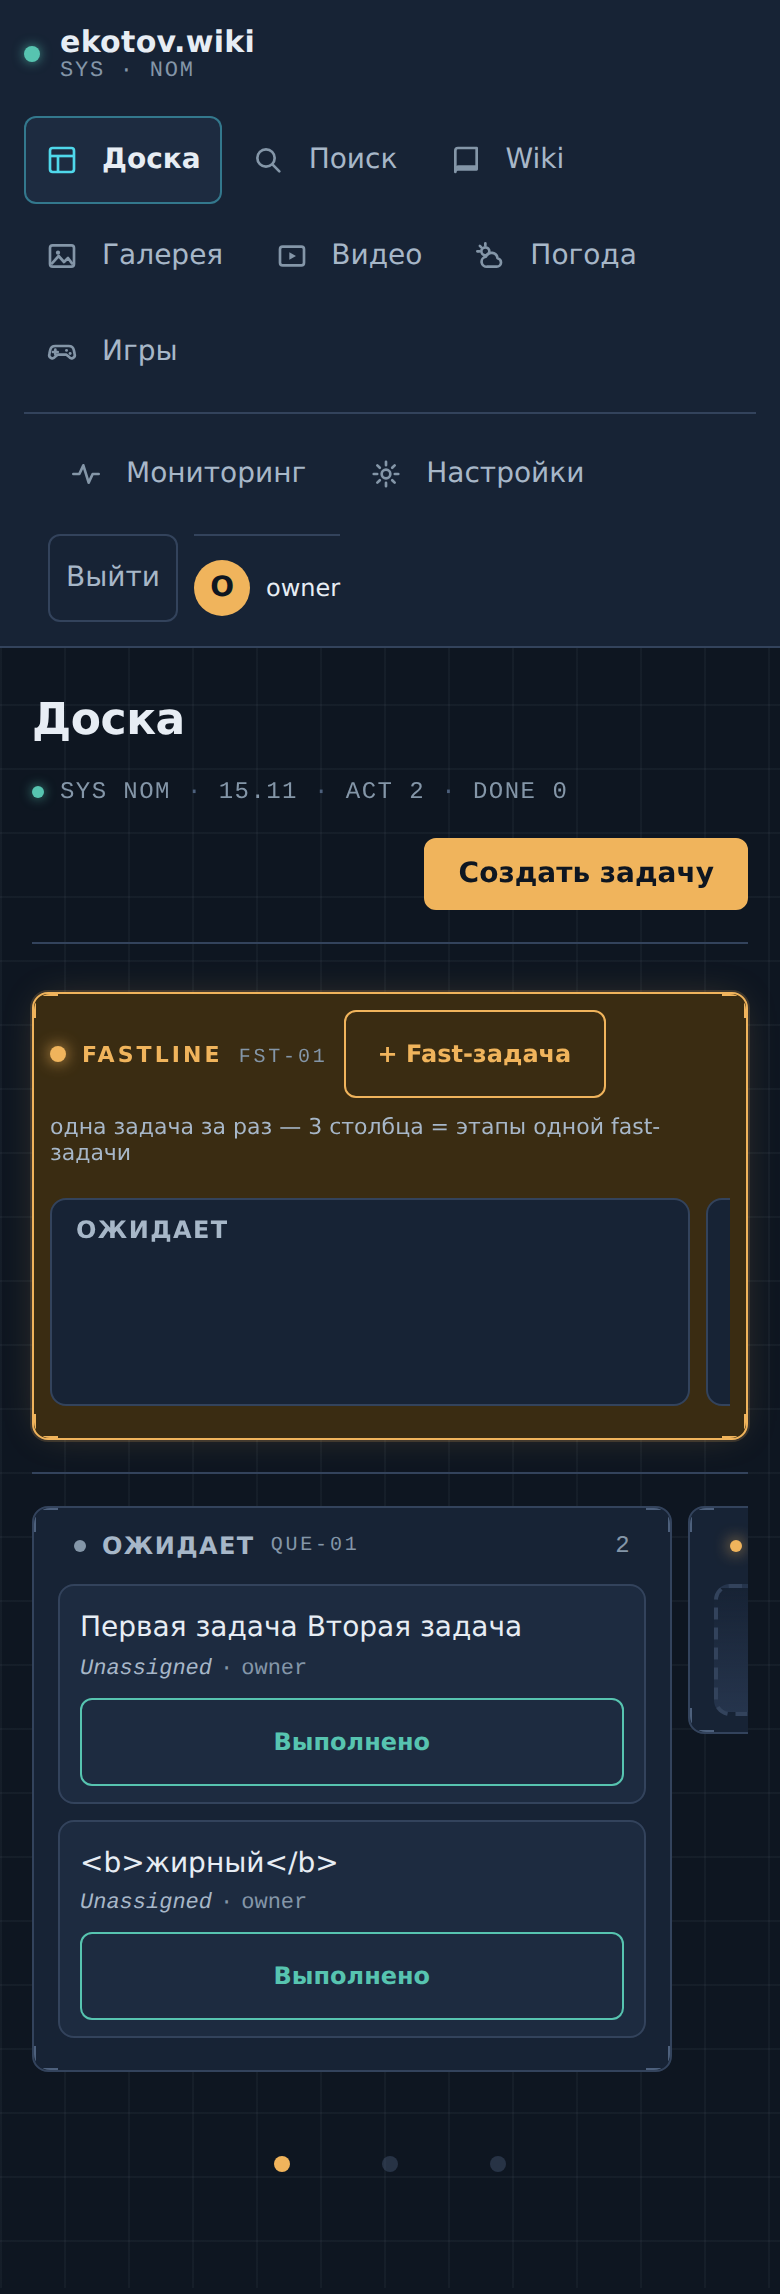 ekotov.wiki
SYS · NOM
Доска Поиск Wiki
Галерея Видео Погода
Игры
Мониторинг Настройки
Выйти O owner
Доска
SYS NOM · 15.11 · ACT 2 · DONE 0
Создать задачу
FASTLINE FST-01 + Fast-задача
одна задача за раз — 3 столбца = этапы одной fast-
задачи
ОЖИДАЕТ
ОЖИДАЕТ QUE-01 2
Первая задача Вторая задача
Unassigned · owner
Выполнено
<b>жирный</b>
Unassigned · owner
Выполнено